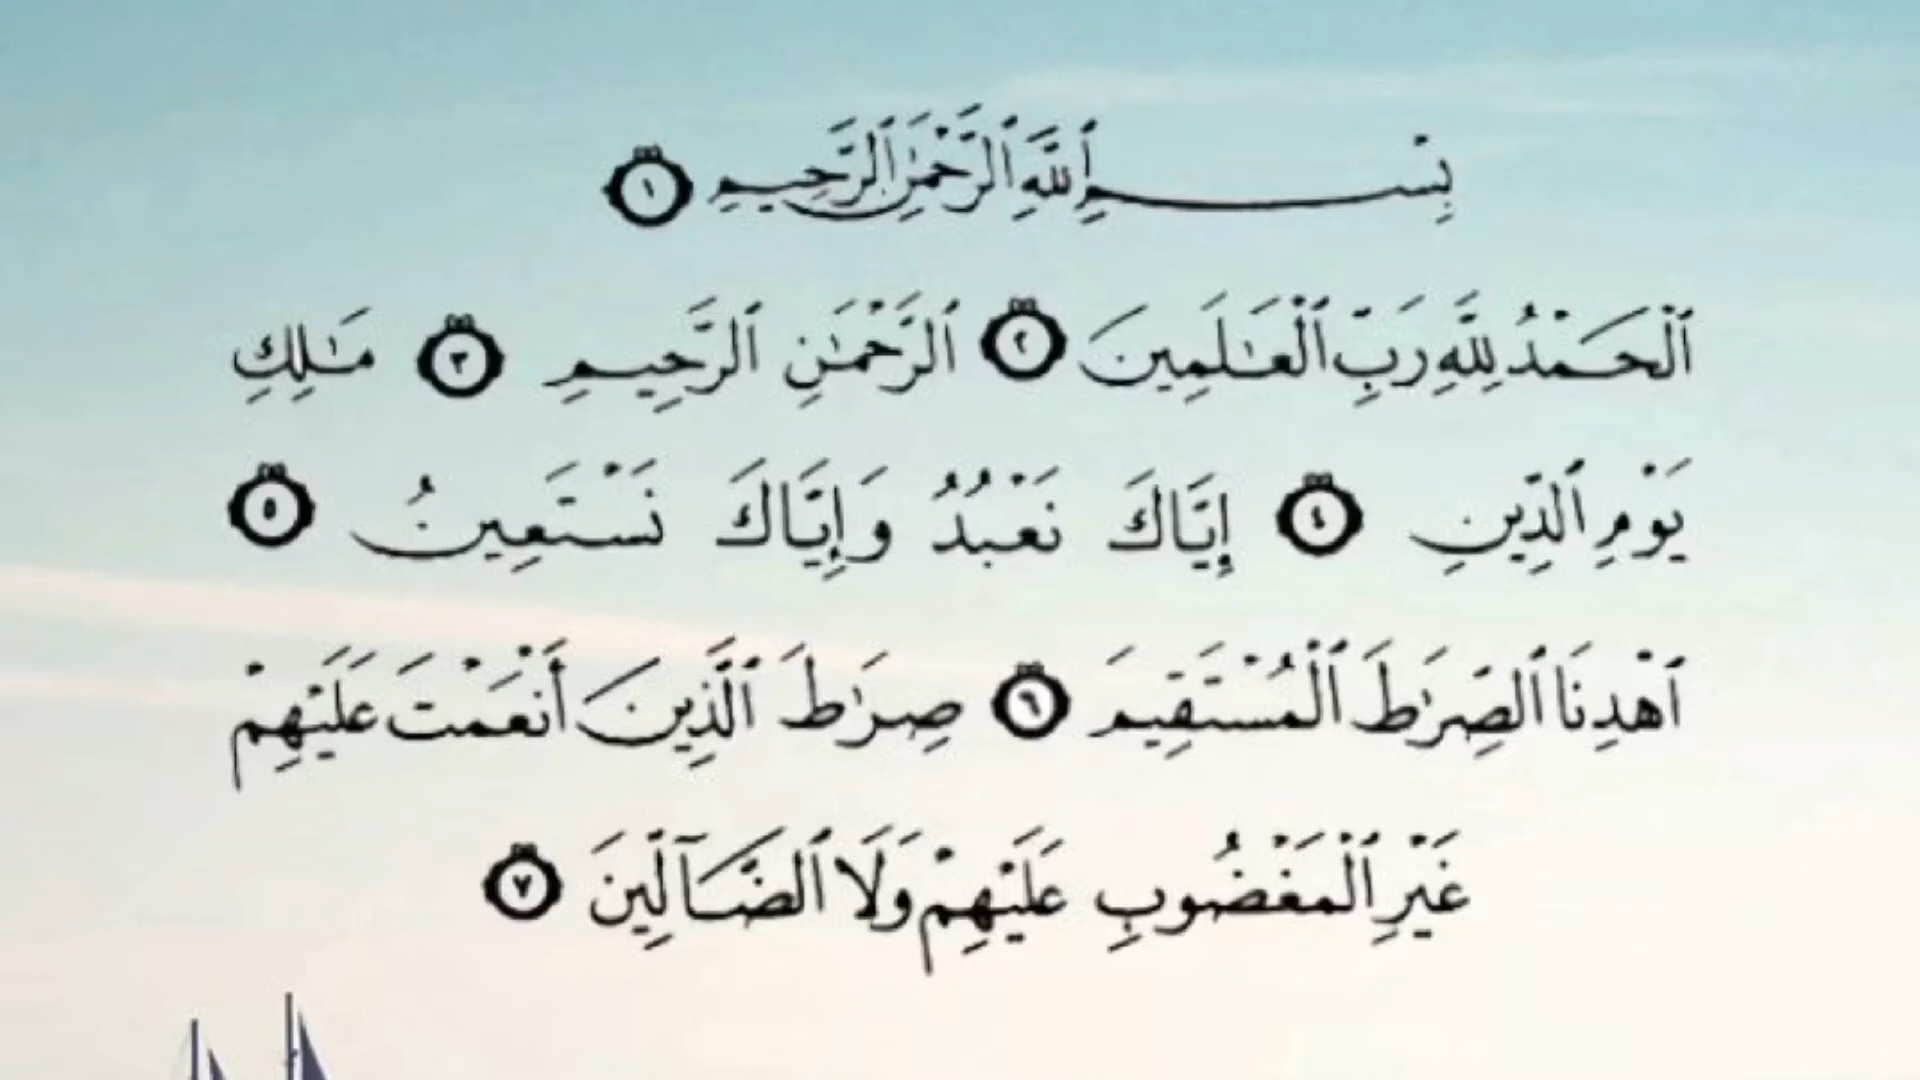 بِسْمِ ٱللَّهِ ٱلرَّحْمَٰنِ ٱلرَّحِيمِ ١
ٱلْحَمْدُ لِلَّهِ رَبِّ ٱلْعَٰلَمِينَ ٢ ٱلرَّحْمَٰنِ ٱلرَّحِيمِ ٣ مَٰلِكِ
يَوْمِ ٱلدِّينِ ٤ إِيَّاكَ نَعْبُدُ وَإِيَّاكَ نَسْتَعِينُ ٥
ٱهْدِنَا ٱلصِّرَٰطَ ٱلْمُسْتَقِيمَ ٦ صِرَٰطَ ٱلَّذِينَ أَنْعَمْتَ عَلَيْهِمْ
غَيْرِ ٱلْمَغْضُوبِ عَلَيْهِمْ وَلَا ٱلضَّآلِّينَ ٧